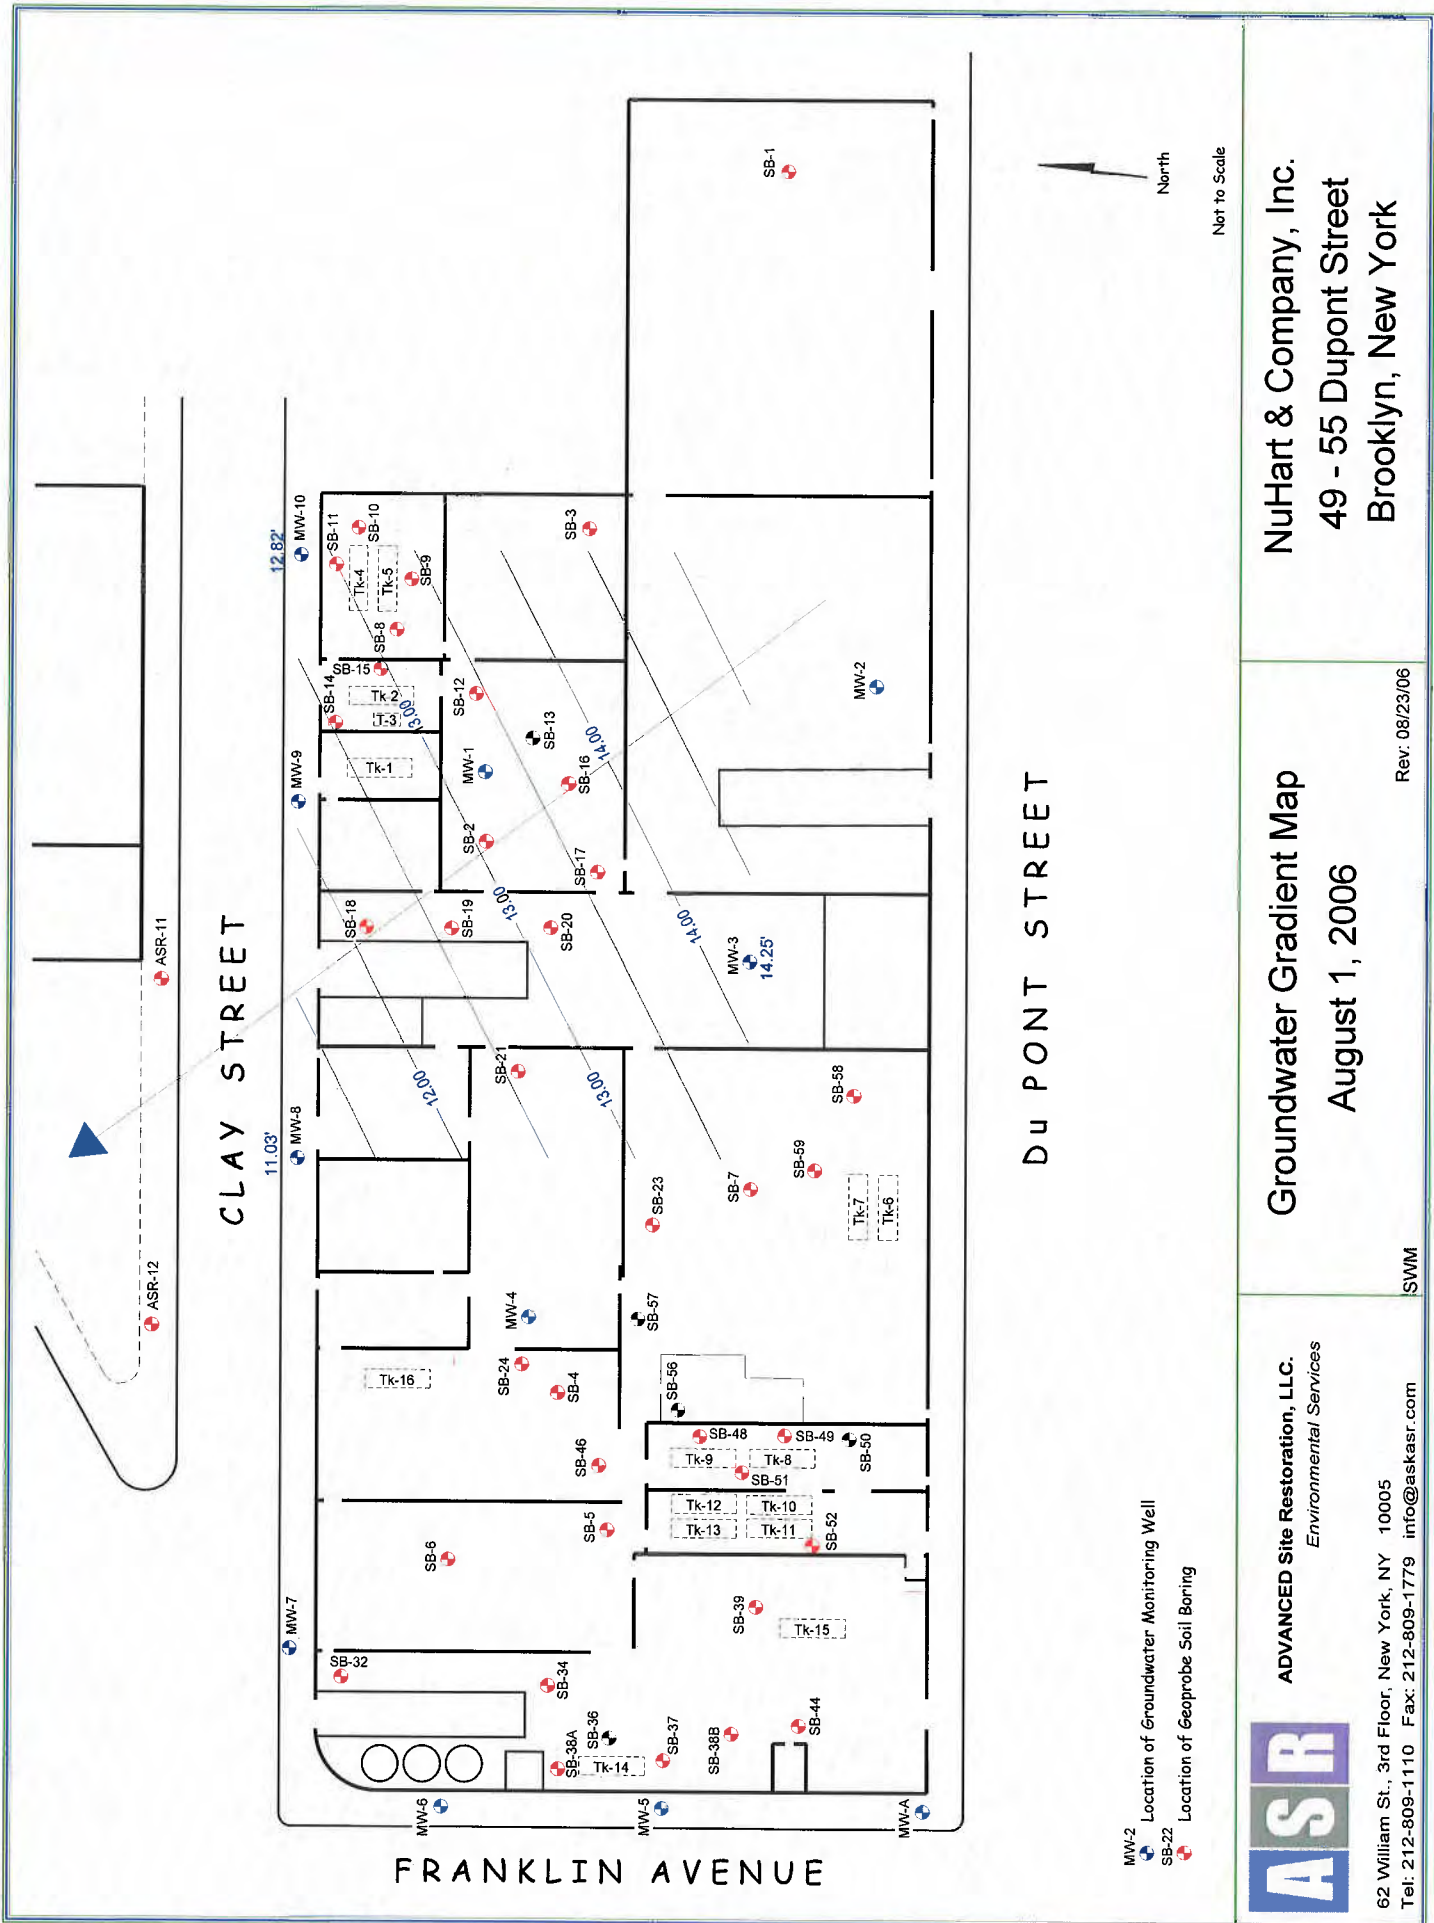 ASR-12
ASR-11
CLAY STREET
MW-7
11.03'
MW-8
MW-9
12.82'
MW-10
SB-32
SB-18
SB-14
SB-15
SB-11
SB-10
Tk-4
Tk-5
SB-9
SB-8
Tk-2
T-3
Tk-1
Tk-16
12.00
13.00
13.00
13.00
14.00
14.00
MW-6
SB-6
SB-24
MW-4
SB-21
SB-19
SB-2
MW-1
SB-12
SB-13
SB-34
SB-4
SB-20
SB-16
SB-3
SB-38A
SB-36
SB-5
SB-46
SB-17
Tk-14
MW-5
SB-37
SB-57
SB-23
SB-56
SB-38B
SB-48
Tk-9
Tk-8
SB-49
SB-50
SB-51
Tk-12
Tk-10
Tk-13
Tk-11
SB-52
SB-39
Tk-15
SB-44
SB-7
SB-59
SB-58
Tk-7
Tk-6
MW-3
14.25'
MW-2
SB-1
MW-A
FRANKLIN AVENUE
Du PONT STREET
North
Not to Scale
MW-2
Location of Groundwater Monitoring Well
SB-22
Location of Geoprobe Soil Boring
ASR
ADVANCED Site Restoration, LLC.
Environmental Services
62 William St., 3rd Floor, New York, NY 10005
Tel: 212-809-1110 Fax: 212-809-1779 info@askasr.com
Groundwater Gradient Map
August 1, 2006
SWM
Rev: 08/23/06
NuHart & Company, Inc.
49 - 55 Dupont Street
Brooklyn, New York